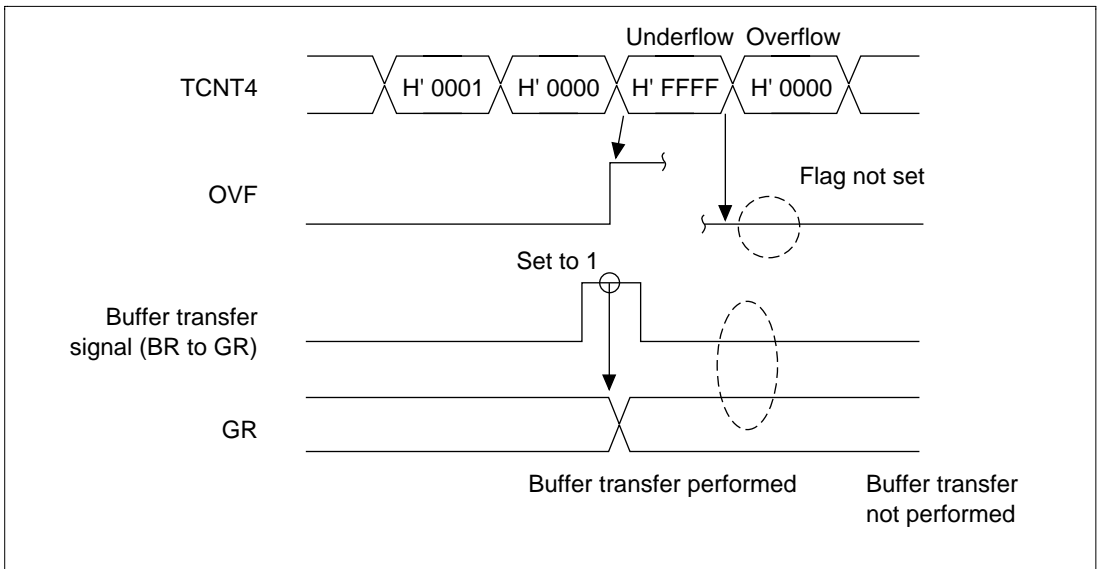 Underflow Overflow
TCNT4
H' 0001 H' 0000 H' FFFF H' 0000
OVF
Flag not set
Set to 1
Buffer transfer
signal (BR to GR)
GR
Buffer transfer performed
Buffer transfer
not performed